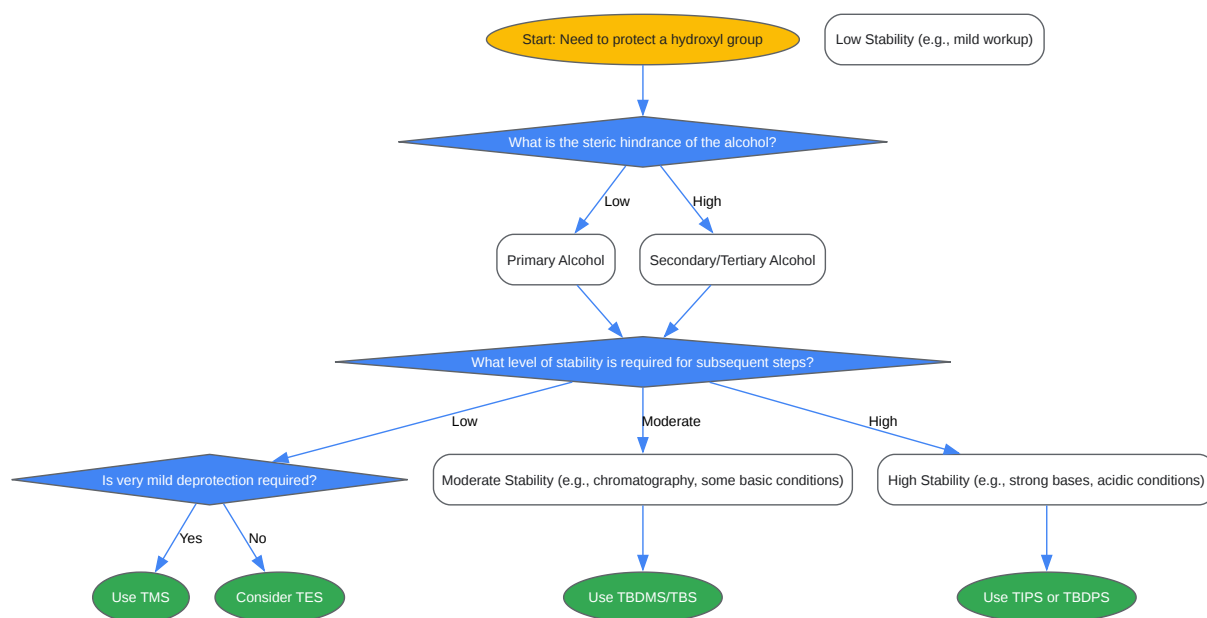 Start: Need to protect a hydroxyl group
Low Stability (e.g., mild workup)
What is the steric hindrance of the alcohol?
Low
High
Primary Alcohol
Secondary/Tertiary Alcohol
What level of stability is required for subsequent steps?
Low
Moderate
High
Is very mild deprotection required?
Moderate Stability (e.g., chromatography, some basic conditions)
High Stability (e.g., strong bases, acidic conditions)
Yes
No
Use TMS
Consider TES
Use TBDMS/TBS
Use TIPS or TBDPS